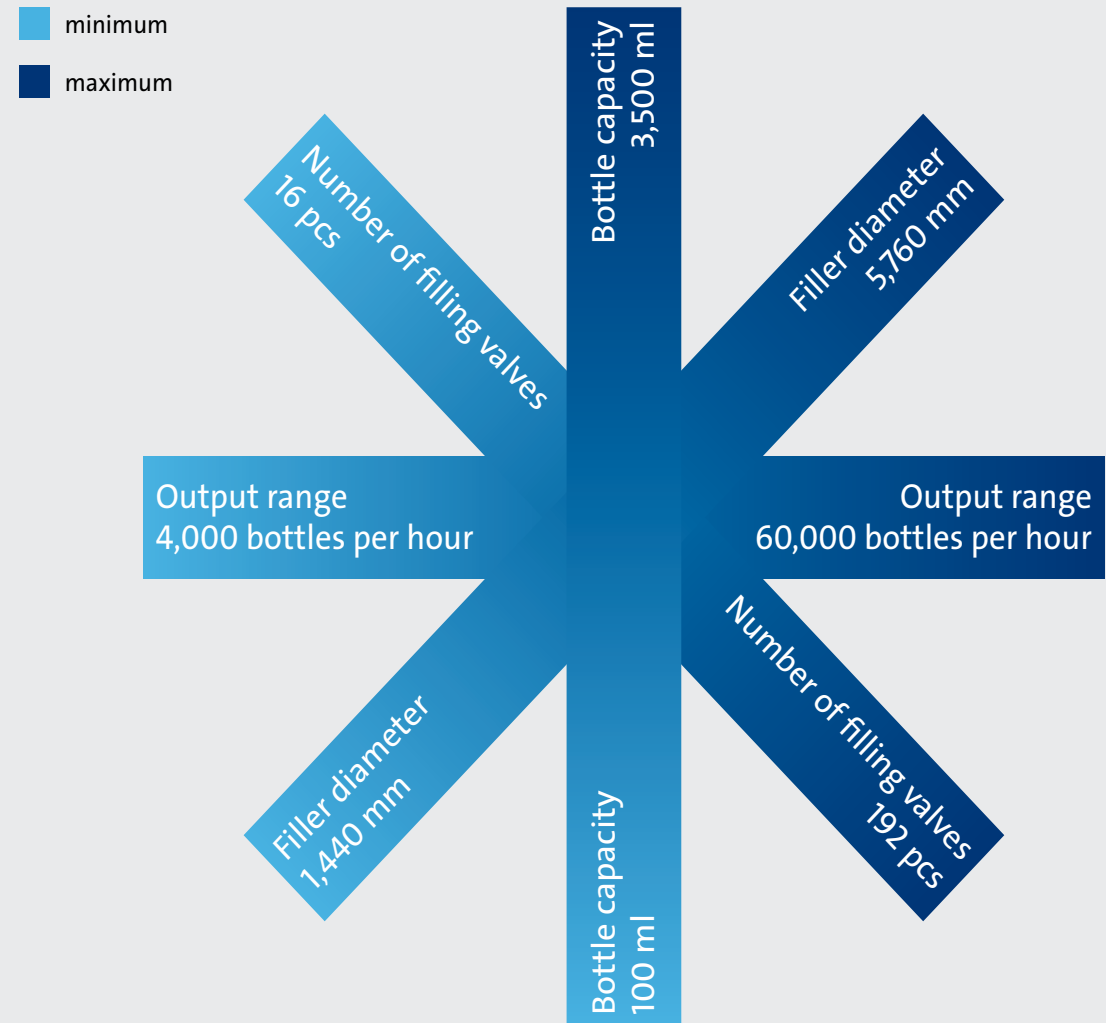 minimum
maximum
Bottle capacity
3,500 ml
Number of filling valves
16 pcs
Filler diameter
5,760 mm
Output range
4,000 bottles per hour
Output range
60,000 bottles per hour
Filler diameter
1,440 mm
Number of filling valves
192 pcs
Bottle capacity
100 ml